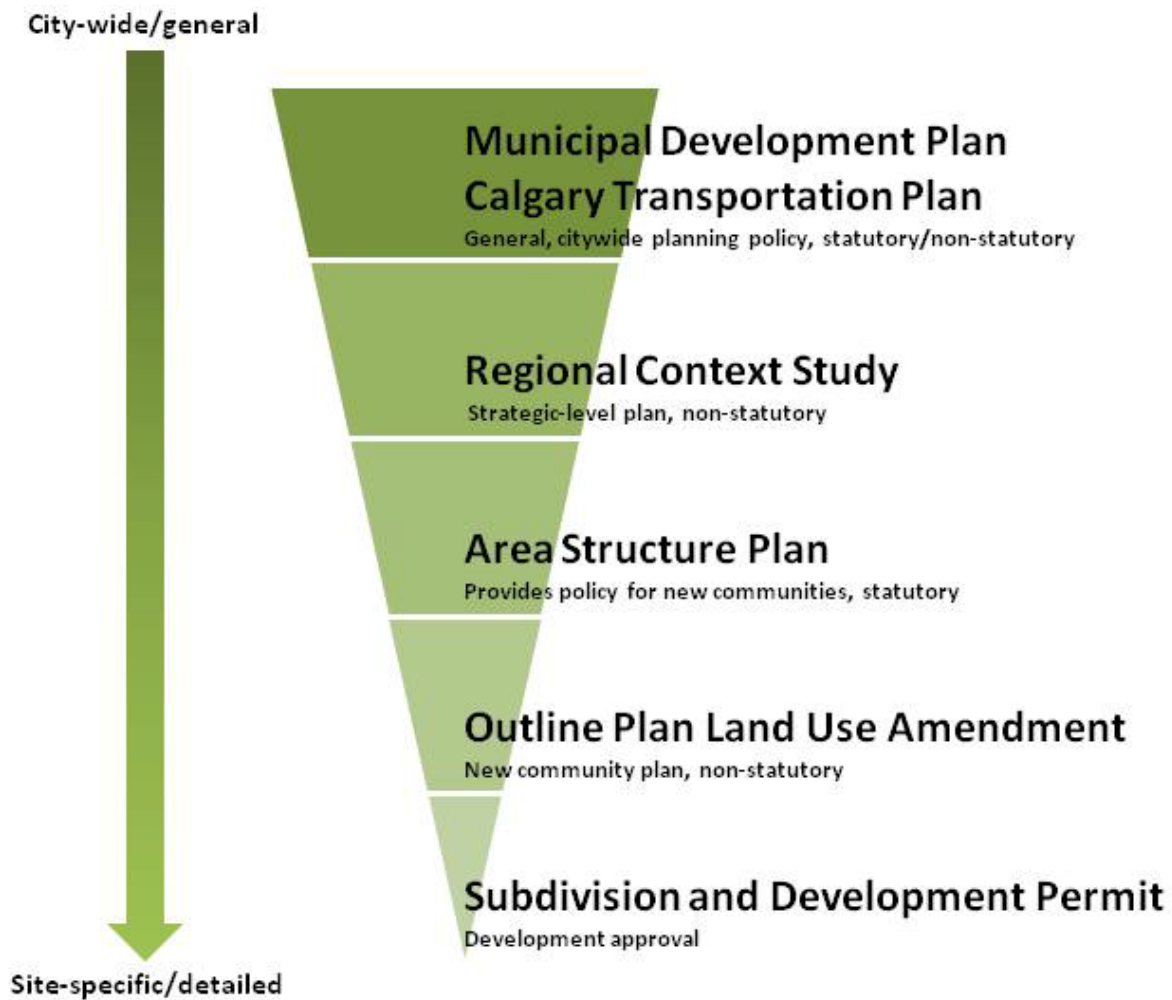 City-wide/general
Municipal Development Plan
Calgary Transportation Plan
General, citywide planning policy, statutory/non-statutory
Regional Context Study
Strategic-level plan, non-statutory
Area Structure Plan
Provides policy for new communities, statutory
Outline Plan Land Use Amendment
New community plan, non-statutory
Subdivision and Development Permit
Development approval
Site-specific/detailed